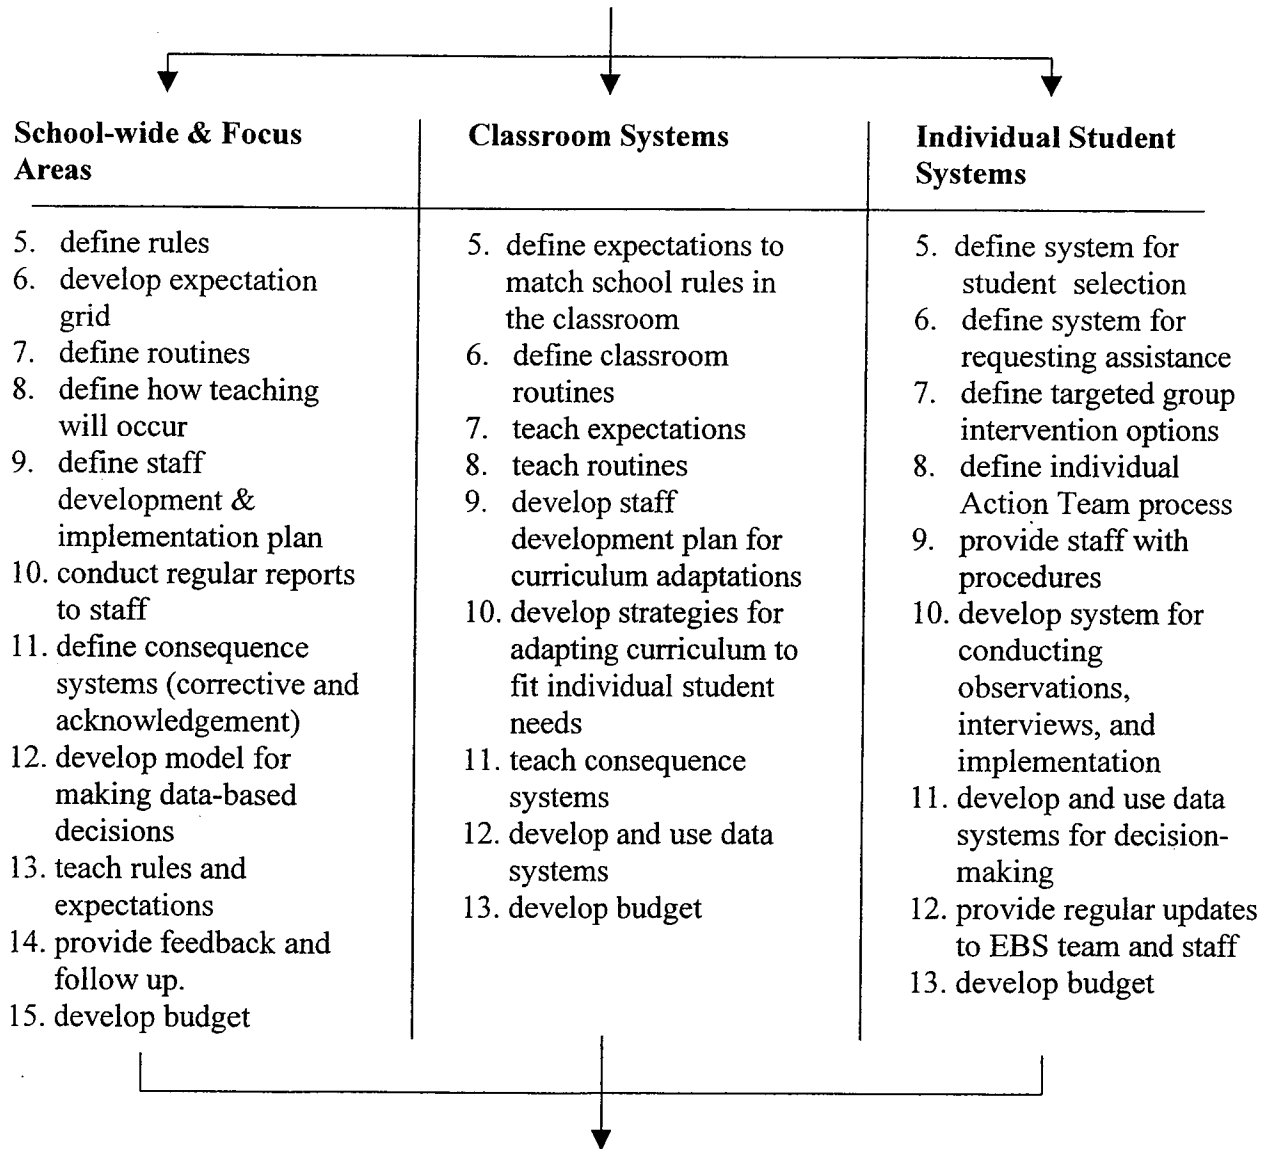 School-wide & Focus
Areas
5. define rules
6. develop expectation
grid
7. define routines
8. define how teaching
will occur
9. define staff
development &
implementation plan
10. conduct regular reports
to staff
11. define consequence
systems (corrective and
acknowledgement)
12. develop model for
making data-based
decisions
13. teach rules and
expectations
14. provide feedback and
follow up.
15. develop budget
Classroom Systems
5. define expectations to
match school rules in
the classroom
6. define classroom
routines
7. teach expectations
8. teach routines
9. develop staff
development plan for
curriculum adaptations
10. develop strategies for
adapting curriculum to
fit individual student
needs
11. teach consequence
systems
12. develop and use data
systems
13. develop budget
Individual Student
Systems
5. define system for
student selection
6. define system for
requesting assistance
7. define targeted group
intervention options
8. define individual
Action Team process
9. provide staff with
procedures
10. develop system for
conducting
observations,
interviews, and
implementation
11. develop and use data
systems for decision-
making
12. provide regular updates
to EBS team and staff
13. develop budget